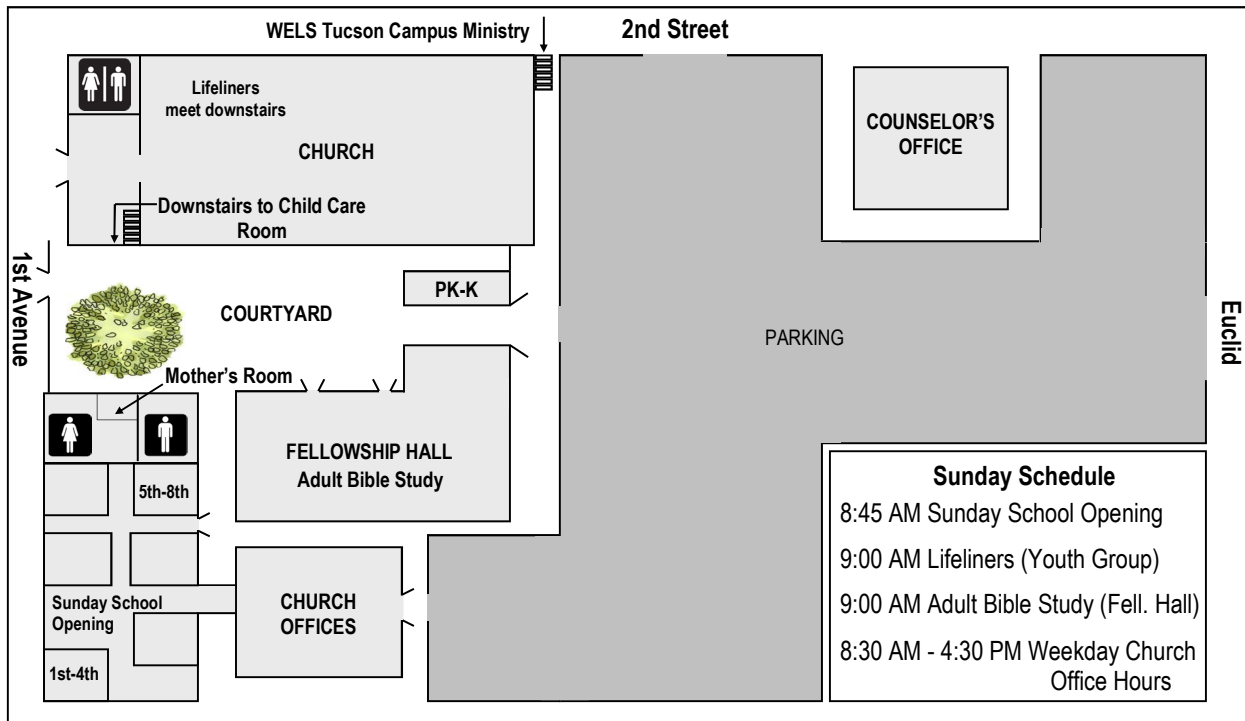 WELS Tucson Campus Ministry
2nd Street
Lifeliners
meet downstairs
CHURCH
COUNSELOR'S
OFFICE
Downstairs to Child Care
Room
1st Avenue
COURTYARD
PK-K
PARKING
Euclid
Mother's Room
FELLOWSHIP HALL
Adult Bible Study
5th-8th
Sunday School
Opening
CHURCH
OFFICES
1st-4th
Sunday Schedule
8:45 AM Sunday School Opening
9:00 AM Lifeliners (Youth Group)
9:00 AM Adult Bible Study (Fell. Hall)
8:30 AM - 4:30 PM Weekday Church
Office Hours